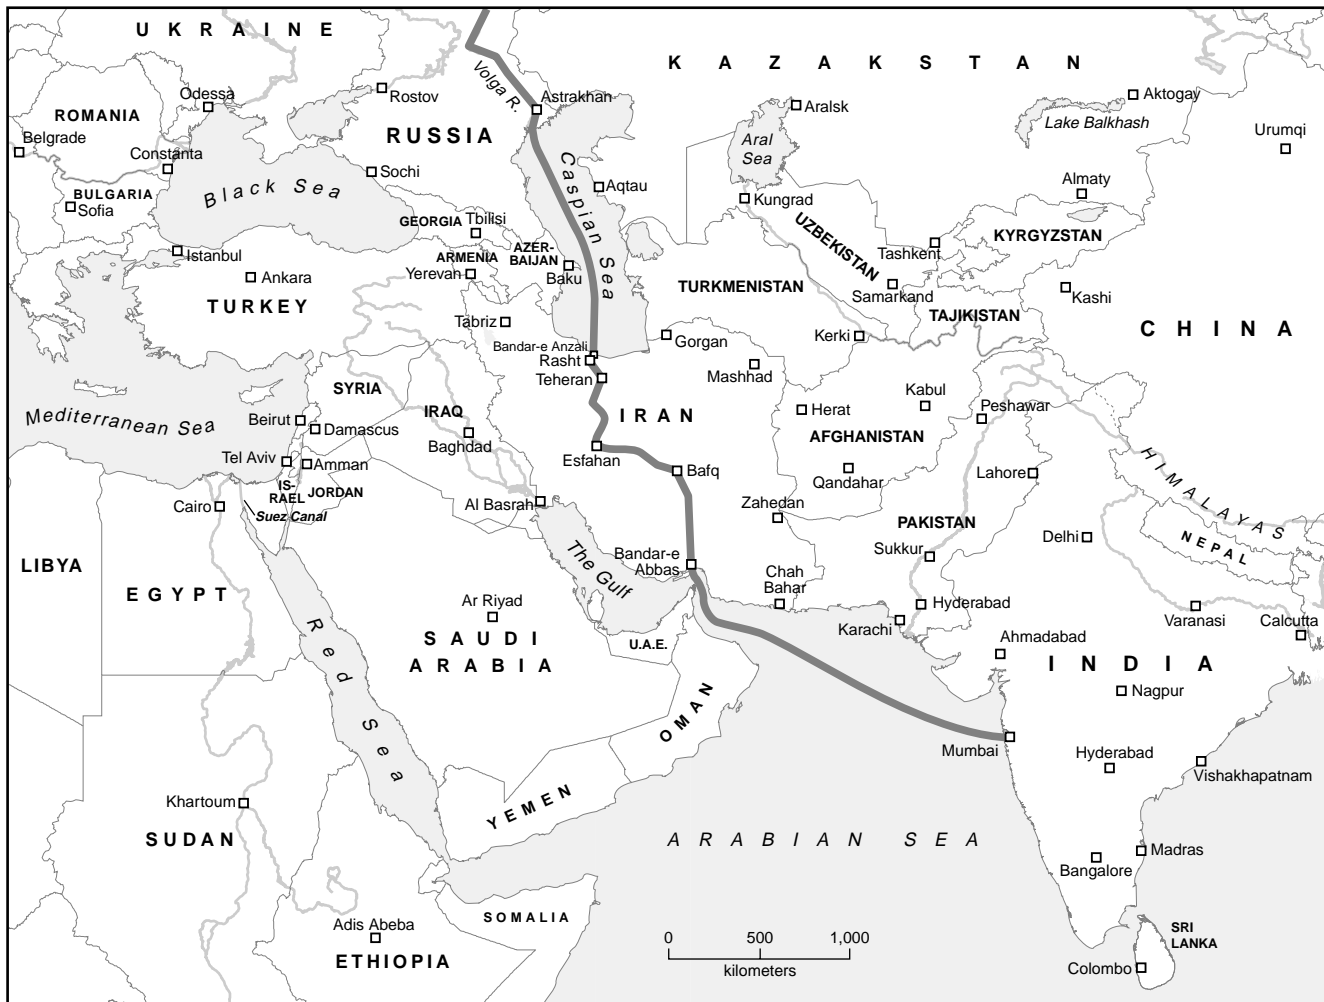 UKRAINE
KAZAKSTAN
Volga R.
Odessa
Rostov
Astrakhan
Aralsk
Aktogay
ROMANIA
RUSSIA
Lake Balkhash
Urumqi
Belgrade
Constanta
Aral
Sea
Caspian Sea
Sochi
Aqtau
Almaty
BULGARIA
Black Sea
Kungrad
Sofia
GEORGIA
Tbilisi
UZBEKISTAN
KYRGYZSTAN
Istanbul
ARMENIA
AZER-
BAIJAN
Tashkent
Ankara
Yerevan
Baku
TURKMENISTAN
Samarkand
Kashi
TURKEY
TAJIKISTAN
CHINA
Tabriz
Bandar-e Anzali
Gorgan
Kerki
Rasht
Teheran
Mashhad
SYRIA
Kabul
Mediterranean Sea
Beirut
IRAQ
IRAN
Herat
Peshawar
Damascus
Baghdad
AFGHANISTAN
Esfahan
HIMALAYAS
Tel Aviv
Amman
Bafq
Qandahar
Lahore
IS-
RAEL
JORDAN
Cairo
Suez Canal
Al Basrah
Zahedan
PAKISTAN
Delhi
NEPAL
LIBYA
The Gulf
Bandar-e
Abbas
Sukkur
EGYPT
Chah
Bahar
Ar Riyad
Hyderabad
Varanasi
Calcutta
Red Sea
SAUDI
ARABIA
U.A.E.
Karachi
Ahmadabad
INDIA
OMAN
Nagpur
Mumbai
Hyderabad
Vishakhapatnam
Khartoum
YEMEN
SUDAN
ARABIAN SEA
Madras
Bangalore
SOMALIA
Adis Abeba
SRI
LANKA
ETHIOPIA
0 500 1,000
kilometers
Colombo